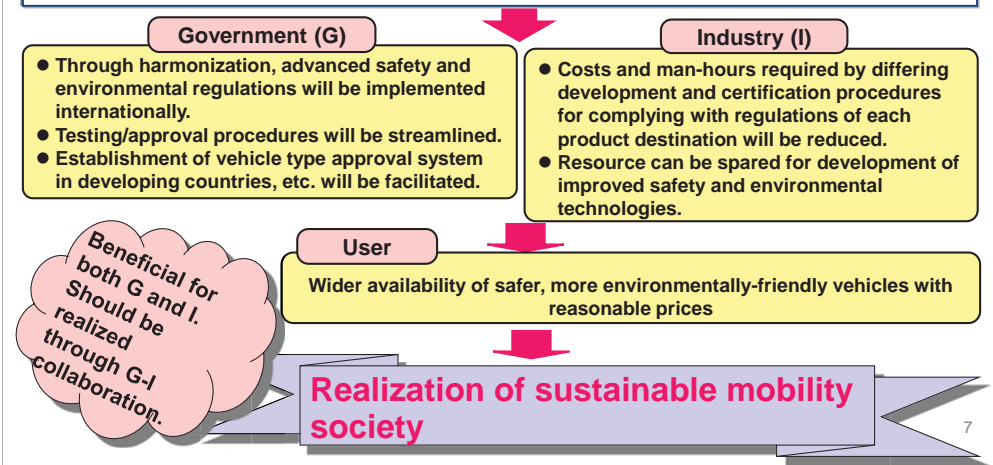 Government (G)
● Through harmonization, advanced safety and
environmental regulations will be implemented
internationally.
● Testing/approval procedures will be streamlined.
● Establishment of vehicle type approval system
in developing countries, etc. will be facilitated.
Industry (I)
● Costs and man-hours required by differing
development and certification procedures
for complying with regulations of each
product destination will be reduced.
● Resource can be spared for development of
improved safety and environmental
technologies.
User
Wider availability of safer, more environmentally-friendly vehicles with
reasonable prices
Beneficial for
both G and I.
Should be
realized
through G-I
collaboration.
Realization of sustainable mobility
society
7